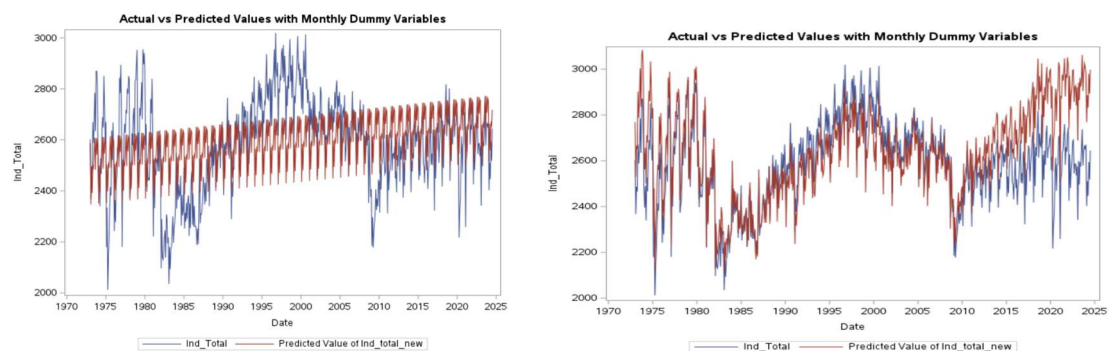 Actual vs Predicted Values with Monthly Dummy Variables
3000
2800
2600
2400
2200
2000
Ind_Total
1970 1975 1980 1985 1990 1995 2000 2005 2010 2015 2020 2025
Date
Ind_Total Predicted Value of Ind_total_new
Actual vs Predicted Values with Monthly Dummy Variables
3000
2800
2600
2400
2200
2000
Ind_Total
1970 1975 1980 1985 1990 1995 2000 2005 2010 2015 2020 2025
Date
Ind_Total Predicted Value of Ind_total_new